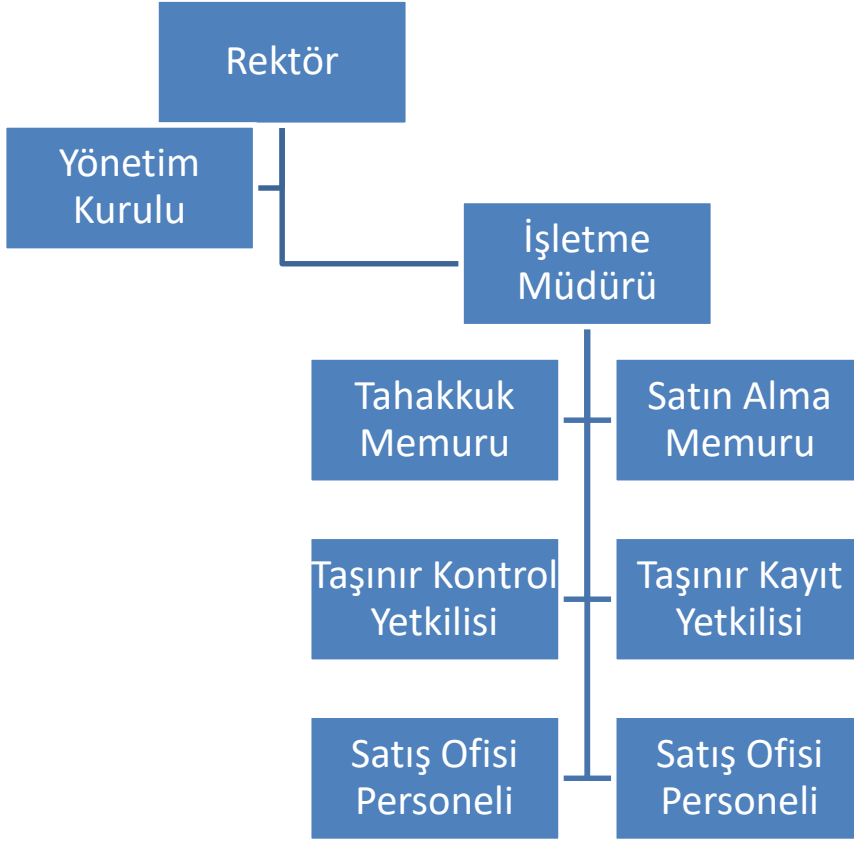 Rektör
Yönetim
Kurulu
İşletme
Müdürü
Tahakkuk
Memuru
Satın Alma
Memuru
Taşınır Kontrol
Yetkilisi
Taşınır Kayıt
Yetkilisi
Satış Ofisi
Personeli
Satış Ofisi
Personeli